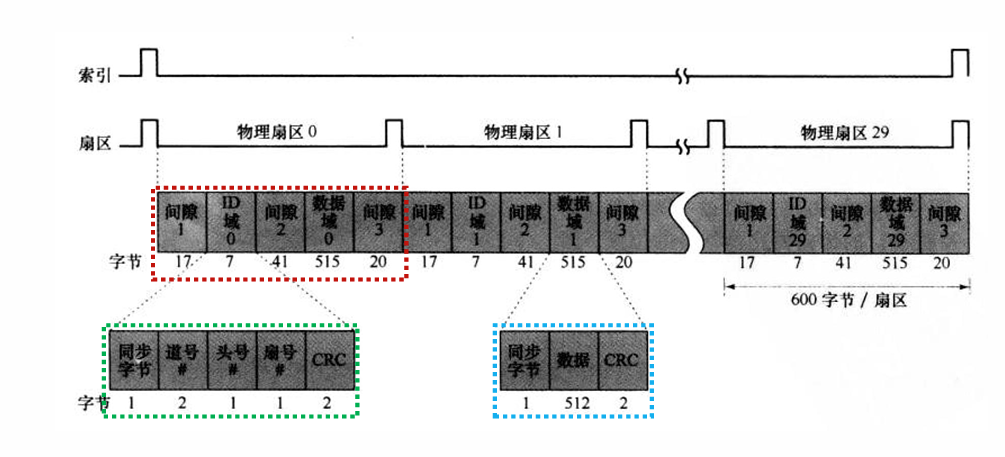 索引
扇区 物理扇区 0 物理扇区 1 物理扇区 29
间隙 1 ID 域 0 间隙 2 数据域 0 间隙 3 间隙 1 ID 域 1 间隙 2 数据域 1 间隙 3 间隙 1 ID 域 29 间隙 2 数据域 29 间隙 3
字节 17 7 41 515 20 17 7 41 515 20 17 7 41 515 20
600 字节 / 扇区
同步字节 道号# 头号# 扇号# CRC 同步字节 数据 CRC
字节 1 2 1 1 2 1 512 2